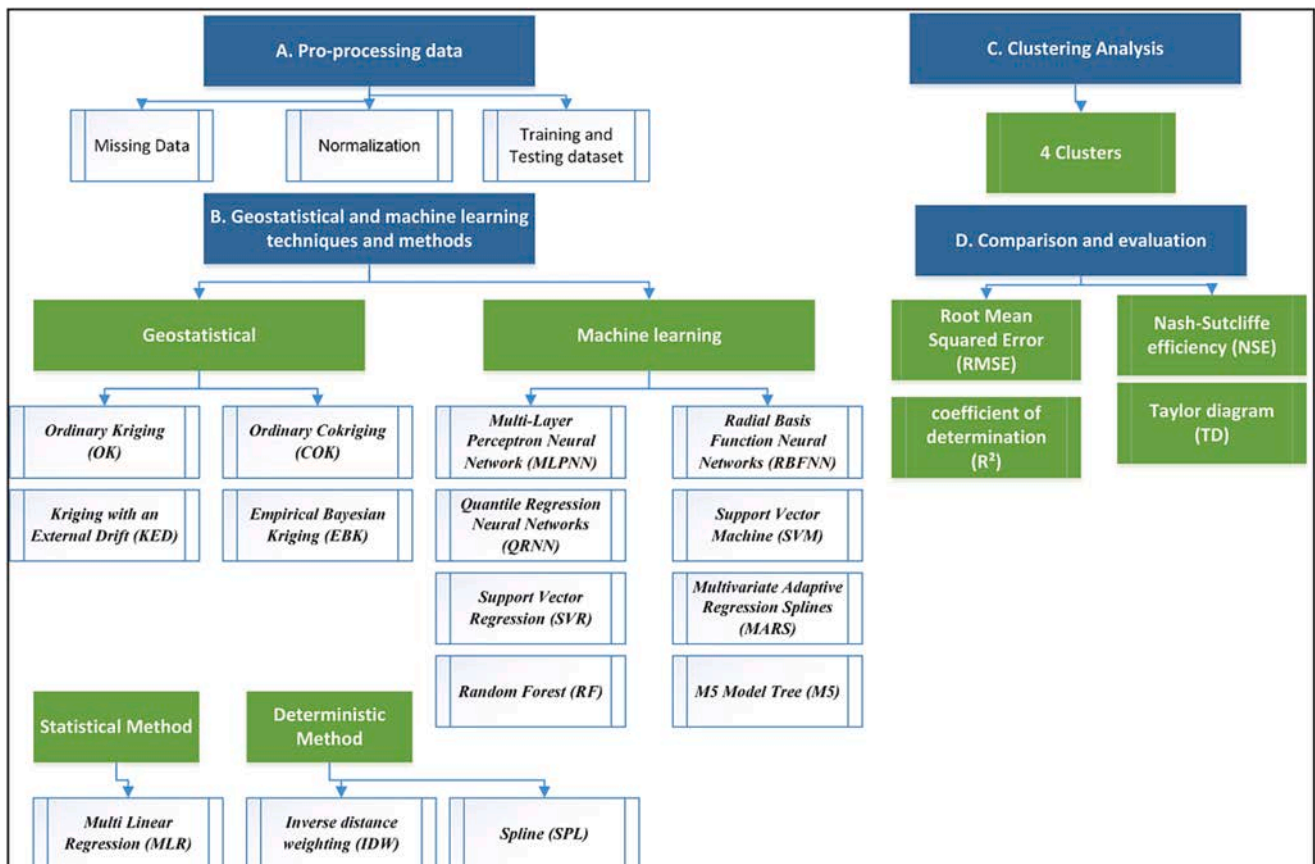 A. Pro-processing data
Missing Data
Normalization
Training and
Testing dataset
B. Geostatistical and machine learning
techniques and methods
Geostatistical
Machine learning
Ordinary Kriging
(OK)
Ordinary Cokriging
(COK)
Kriging with an
External Drift (KED)
Empirical Bayesian
Kriging (EBK)
Multi-Layer
Perceptron Neural
Network (MLPNN)
Radial Basis
Function Neural
Networks (RBFNN)
Quantile Regression
Neural Networks
(QRNN)
Support Vector
Machine (SVM)
Support Vector
Regression (SVR)
Multivariate Adaptive
Regression Splines
(MARS)
Random Forest (RF)
M5 Model Tree (M5)
Statistical Method
Deterministic
Method
Multi Linear
Regression (MLR)
Inverse distance
weighting (IDW)
Spline (SPL)
C. Clustering Analysis
4 Clusters
D. Comparison and evaluation
Root Mean
Squared Error
(RMSE)
Nash-Sutcliffe
efficiency (NSE)
coefficient of
determination
(R²)
Taylor diagram
(TD)